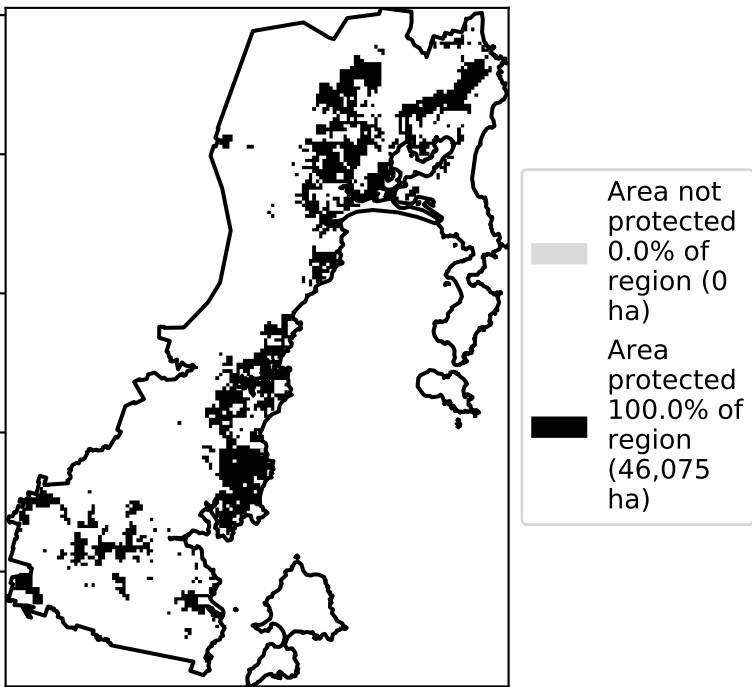 Area not
protected
0.0% of
region (0
ha)
Area
protected
100.0% of
region
(46,075
ha)